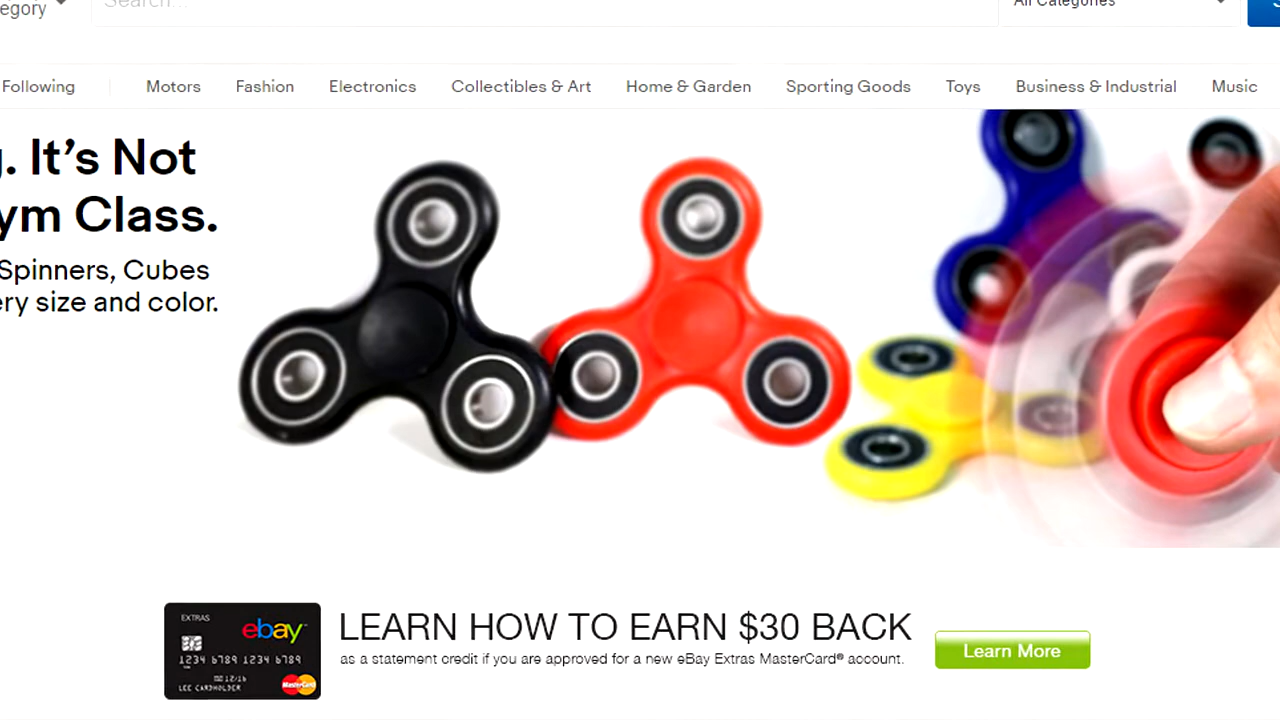 egory
Search...
All Categories
Following
Motors
Fashion
Electronics
Collectibles & Art
Home & Garden
Sporting Goods
Toys
Business & Industrial
Music
. It's Not
ym Class.
Spinners, Cubes
ery size and color.
EXTRAS
ebay™
1234 6789 1234 6789
12/16
LEE CARDHOLDER
MasterCard
LEARN HOW TO EARN $30 BACK
as a statement credit if you are approved for a new eBay Extras MasterCard® account.
Learn More